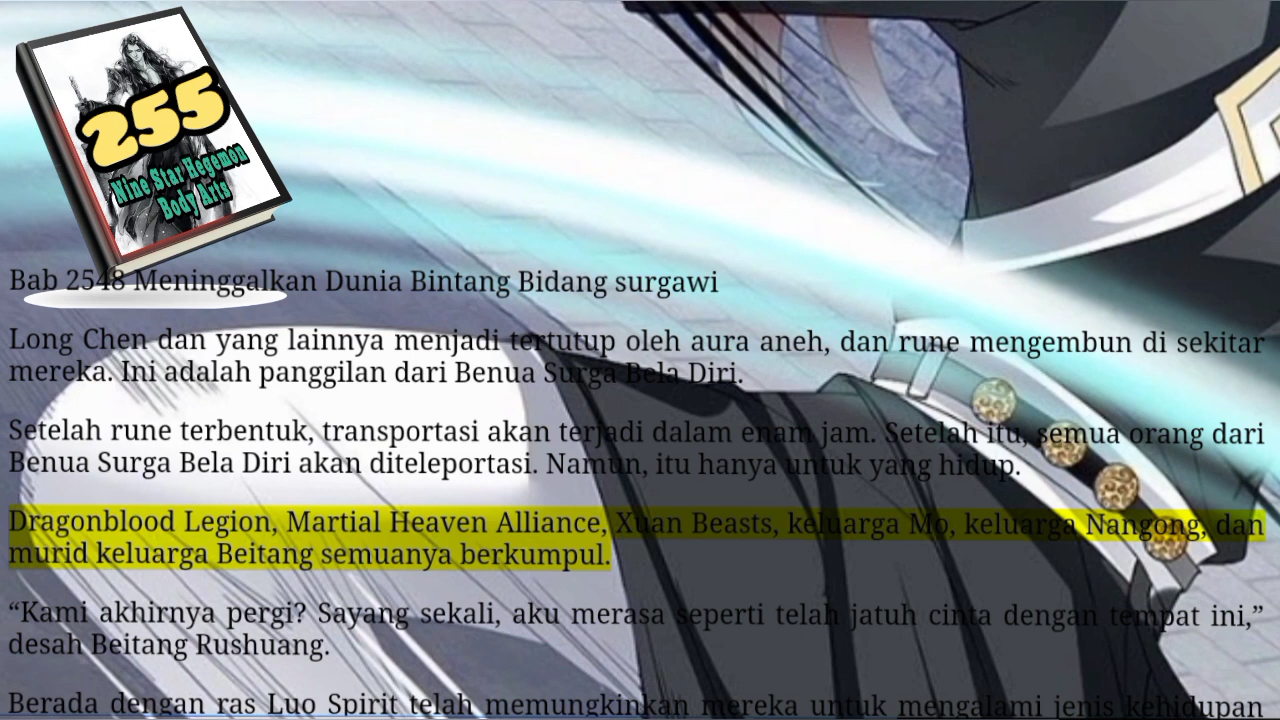 255
Nine Star Hegemon
Body Arts
Bab 2548 Meninggalkan Dunia Bintang Bidang surgawi
Long Chen dan yang lainnya menjadi tertutup oleh aura aneh, dan rune mengembun di sekitar
mereka. Ini adalah panggilan dari Benua Surga Bela Diri.
Setelah rune terbentuk, transportasi akan terjadi dalam enam jam. Setelah itu, semua orang dari
Benua Surga Bela Diri akan diteleportasi. Namun, itu hanya untuk yang hidup.
Dragonblood Legion, Martial Heaven Alliance, Xuan Beasts, keluarga Mo, keluarga Nangong, dan
murid keluarga Beitang semuanya berkumpul.
“Kami akhirnya pergi? Sayang sekali, aku merasa seperti telah jatuh cinta dengan tempat ini,”
desah Beitang Rushuang.
Berada dengan ras Luo Spirit telah memungkinkan mereka untuk mengalami jenis kehidupan